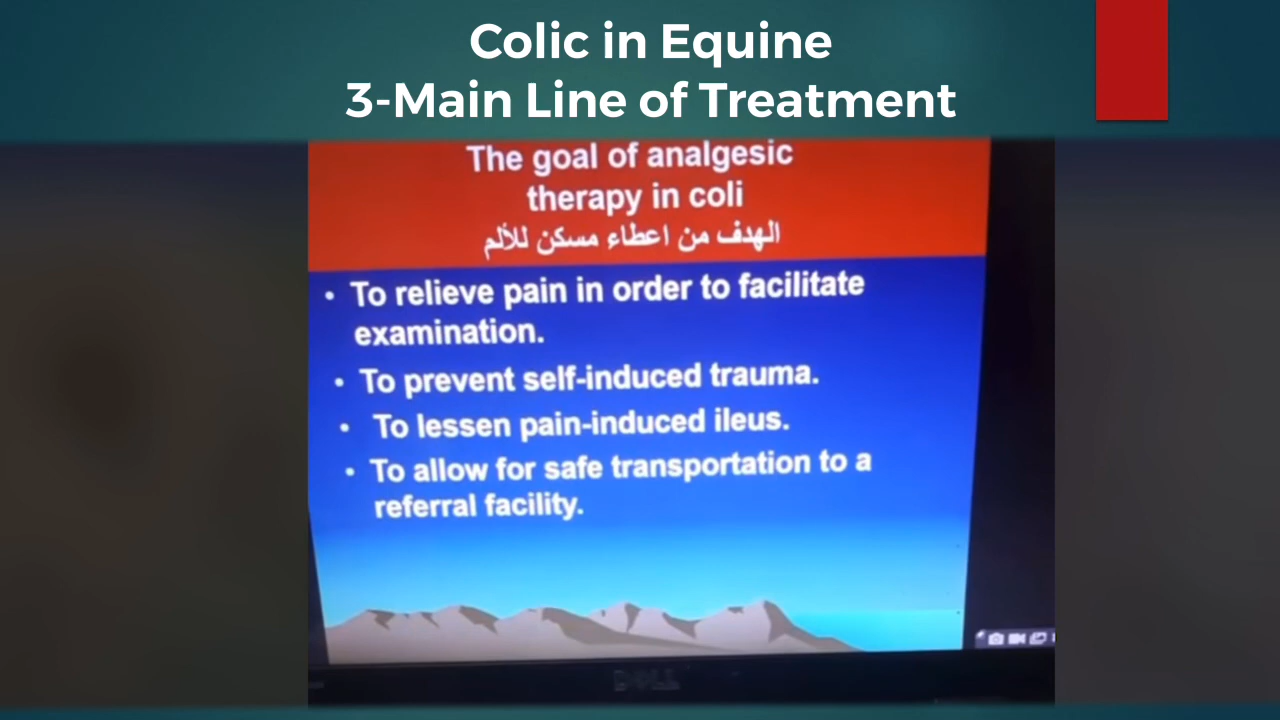 Colic in Equine
3-Main Line of Treatment
The goal of analgesic
therapy in coli
الهدف من اعطاء مسكن للألم
• To relieve pain in order to facilitate
examination.
• To prevent self-induced trauma.
• To lessen pain-induced ileus.
• To allow for safe transportation to a
referral facility.
DELL